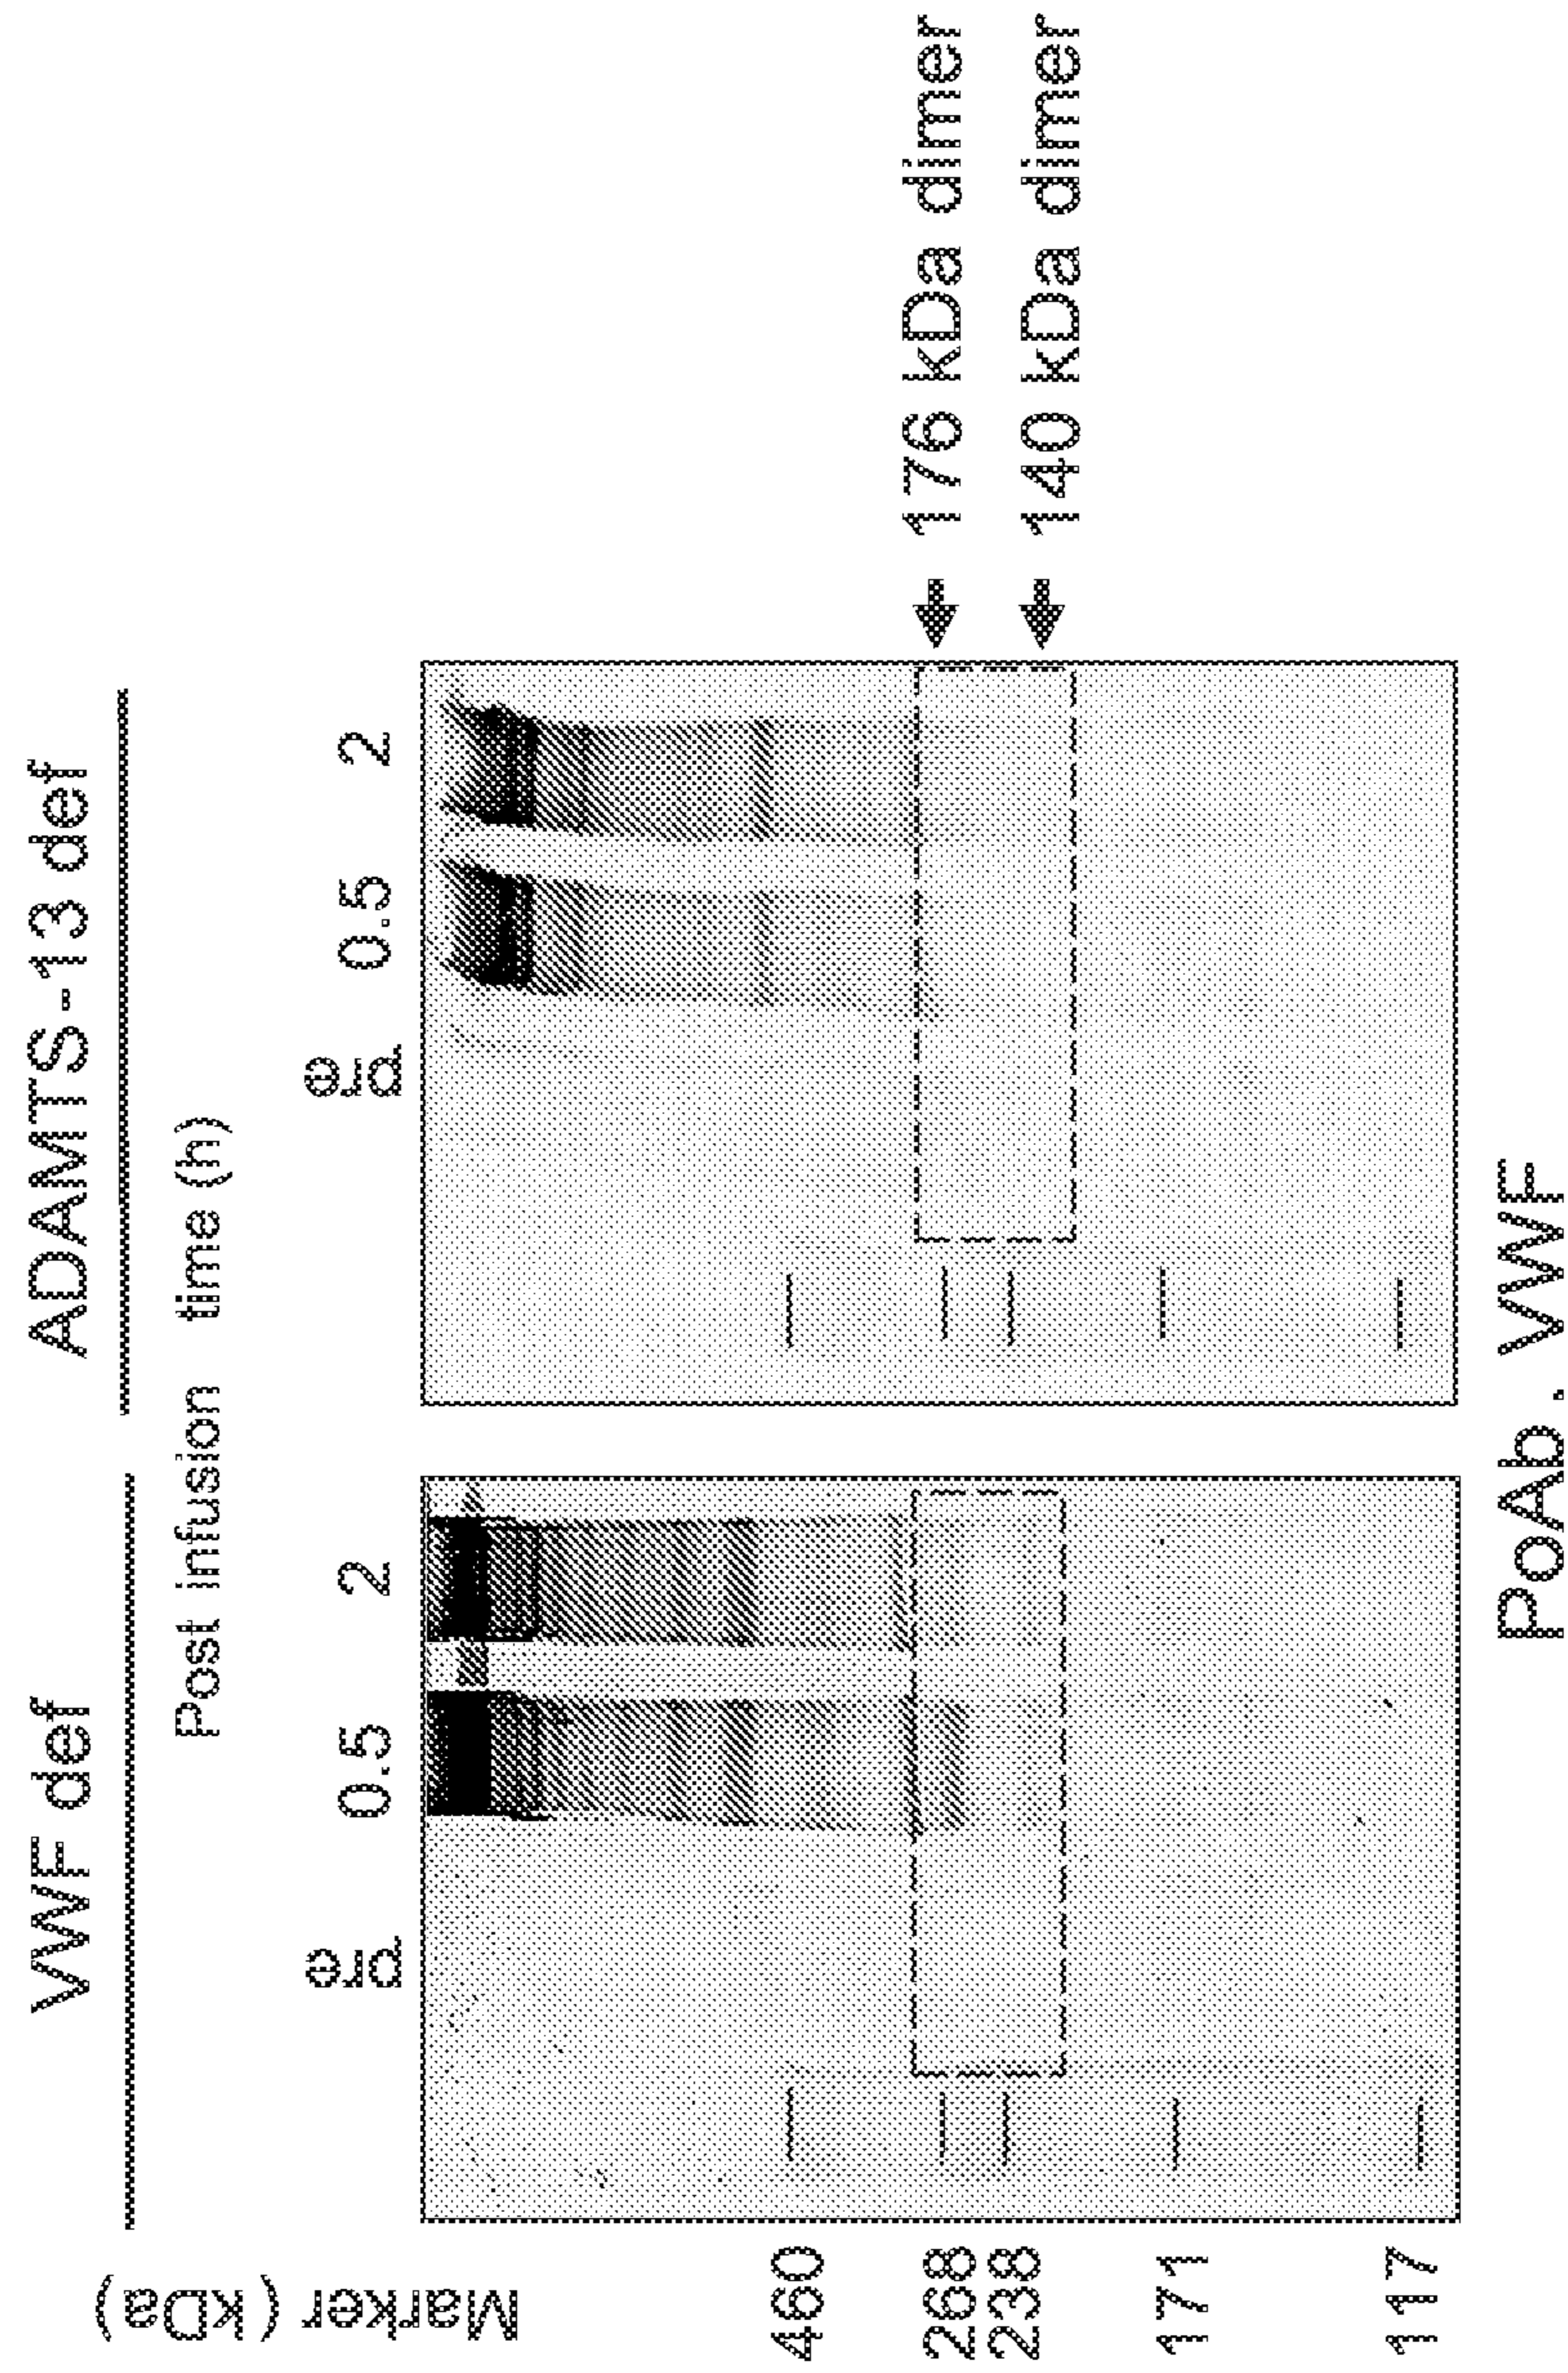 VWF def
ADAMTS-13 def
Post infusion time (h)
Marker (kDa)
pre 0.5 2
pre 0.5 2
460
268
238
171
117
176 kDa dimer
140 kDa dimer
PoAb. VWF